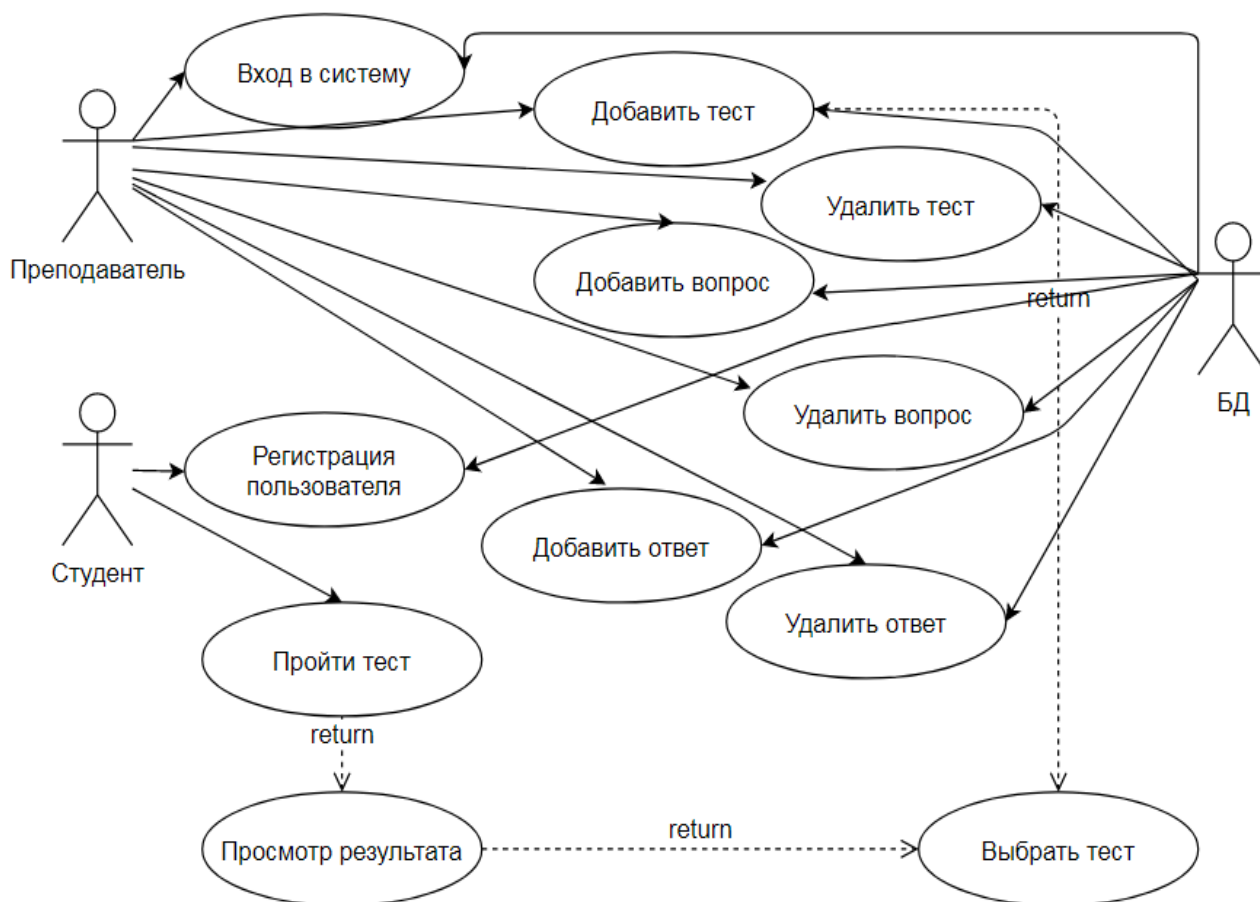 Вход в систему
Добавить тест
Удалить тест
Преподаватель
Добавить вопрос
return
БД
Удалить вопрос
Регистрация
пользователя
Добавить ответ
Студент
Удалить ответ
Пройти тест
return
Просмотр результата
return
Выбрать тест